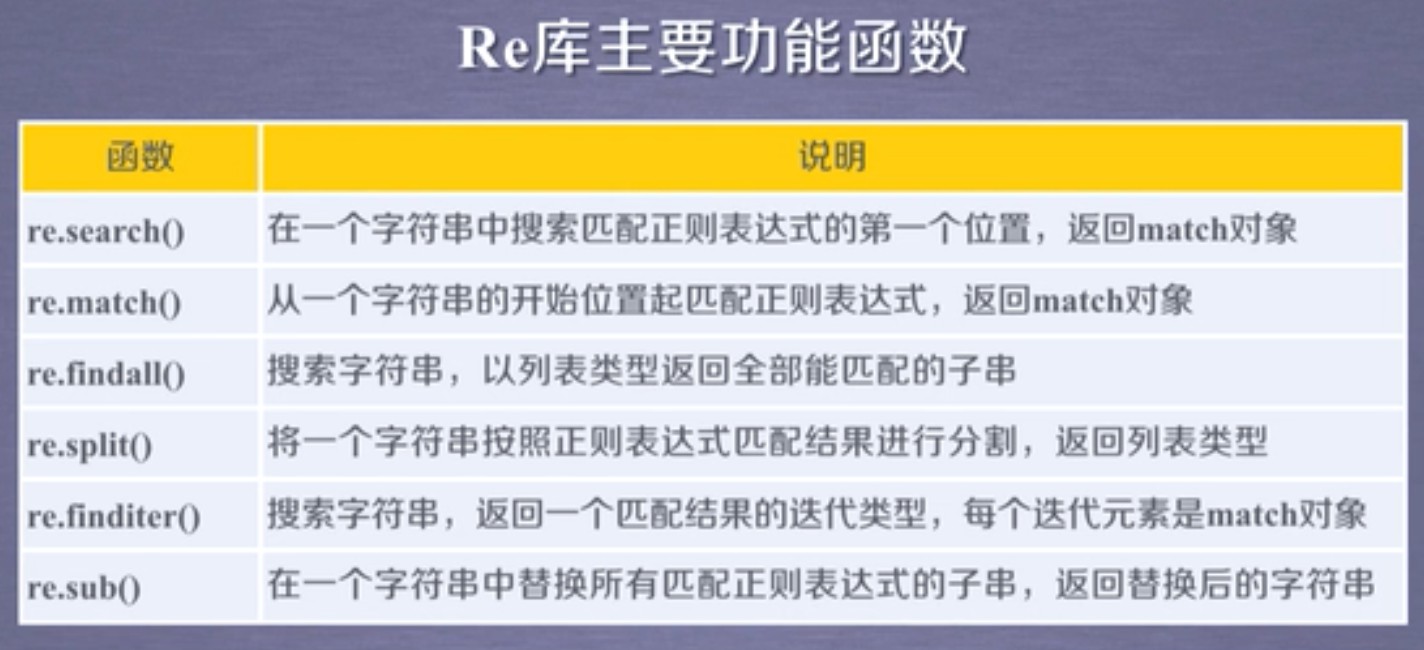 Re库主要功能函数
函数 说明
re.search() 在一个字符串中搜索匹配正则表达式的第一个位置，返回match对象
re.match() 从一个字符串的开始位置起匹配正则表达式，返回match对象
re.findall() 搜索字符串，以列表类型返回全部能匹配的子串
re.split() 将一个字符串按照正则表达式匹配结果进行分割，返回列表类型
re.finditer() 搜索字符串，返回一个匹配结果的迭代类型，每个迭代元素是match对象
re.sub() 在一个字符串中替换所有匹配正则表达式的子串，返回替换后的字符串